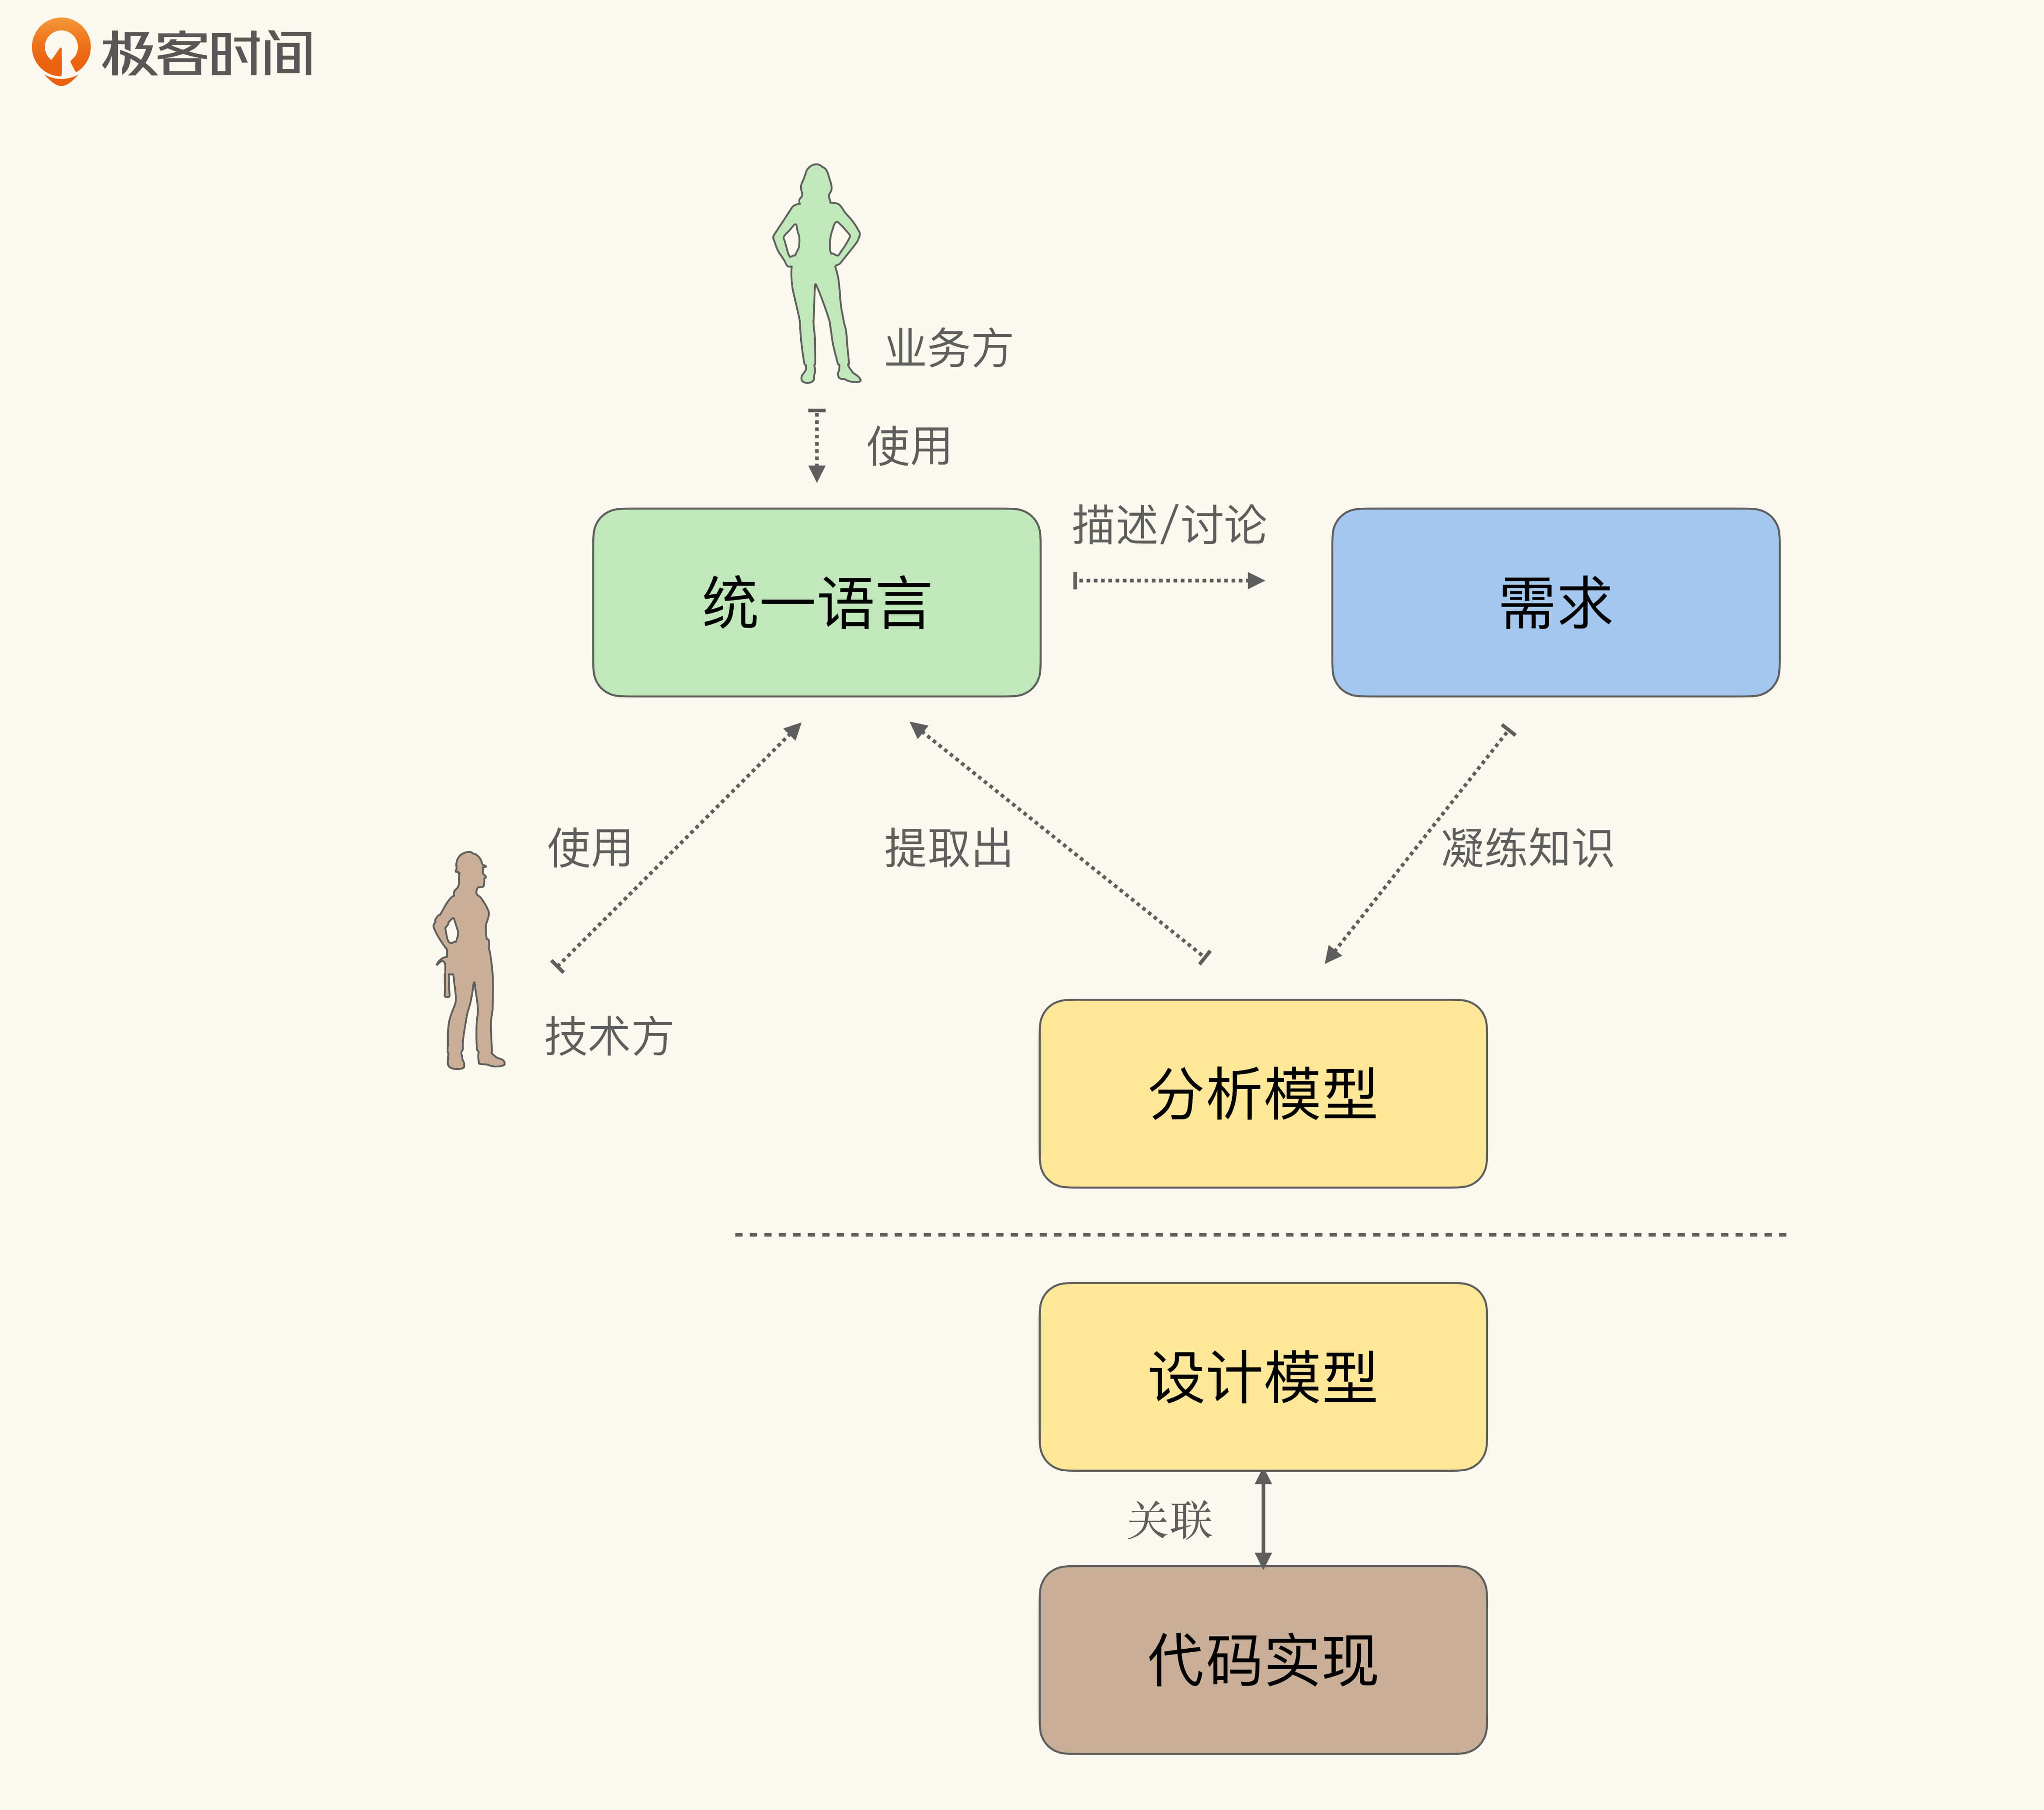 极客时间
业务方
使用
描述/讨论
统一语言
需求
使用
提取出
凝练知识
技术方
分析模型
设计模型
关联
代码实现